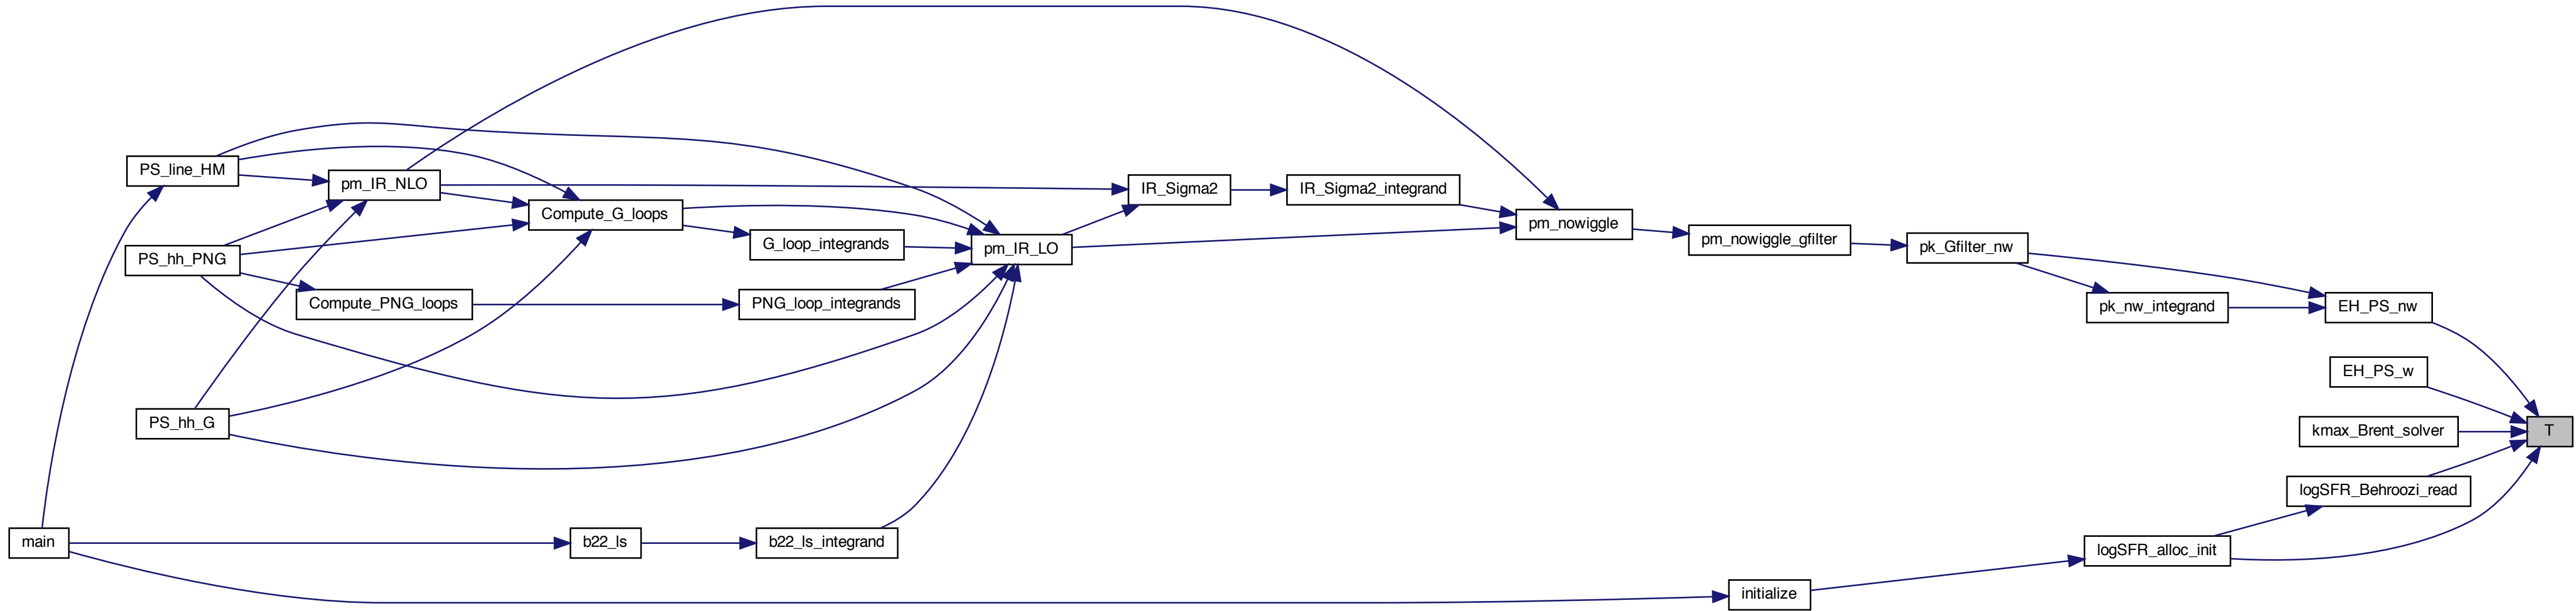 PS_line_HM
pm_IR_NLO
IR_Sigma2
IR_Sigma2_integrand
Compute_G_loops
pm_nowiggle
G_loop_integrands
pm_IR_LO
pm_nowiggle_gfilter
pk_Gfilter_nw
PS_hh_PNG
Compute_PNG_loops
PNG_loop_integrands
pk_nw_integrand
EH_PS_nw
EH_PS_w
PS_hh_G
kmax_Brent_solver
T
logSFR_Behroozi_read
main
b22_ls
b22_ls_integrand
logSFR_alloc_init
initialize